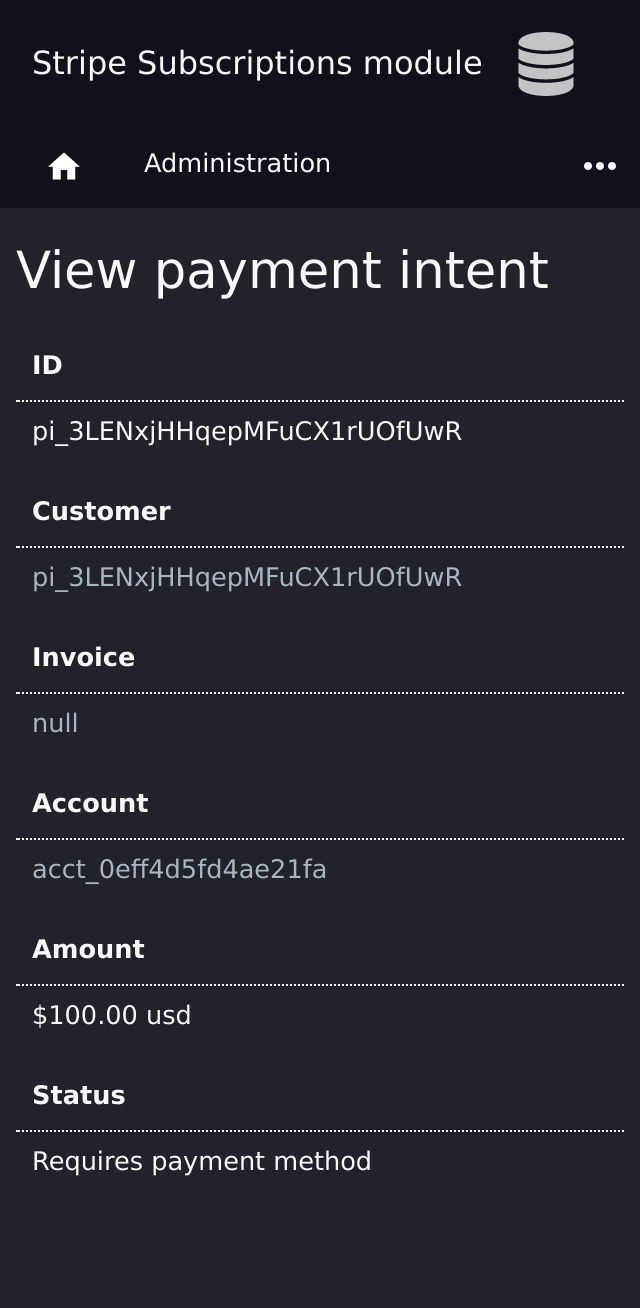 Stripe Subscriptions module
Administration
View payment intent
ID
pi_3LENxjHHqepMFuCX1rUOfUwR
Customer
pi_3LENxjHHqepMFuCX1rUOfUwR
Invoice
null
Account
acct_0eff4d5fd4ae21fa
Amount
$100.00 usd
Status
Requires payment method